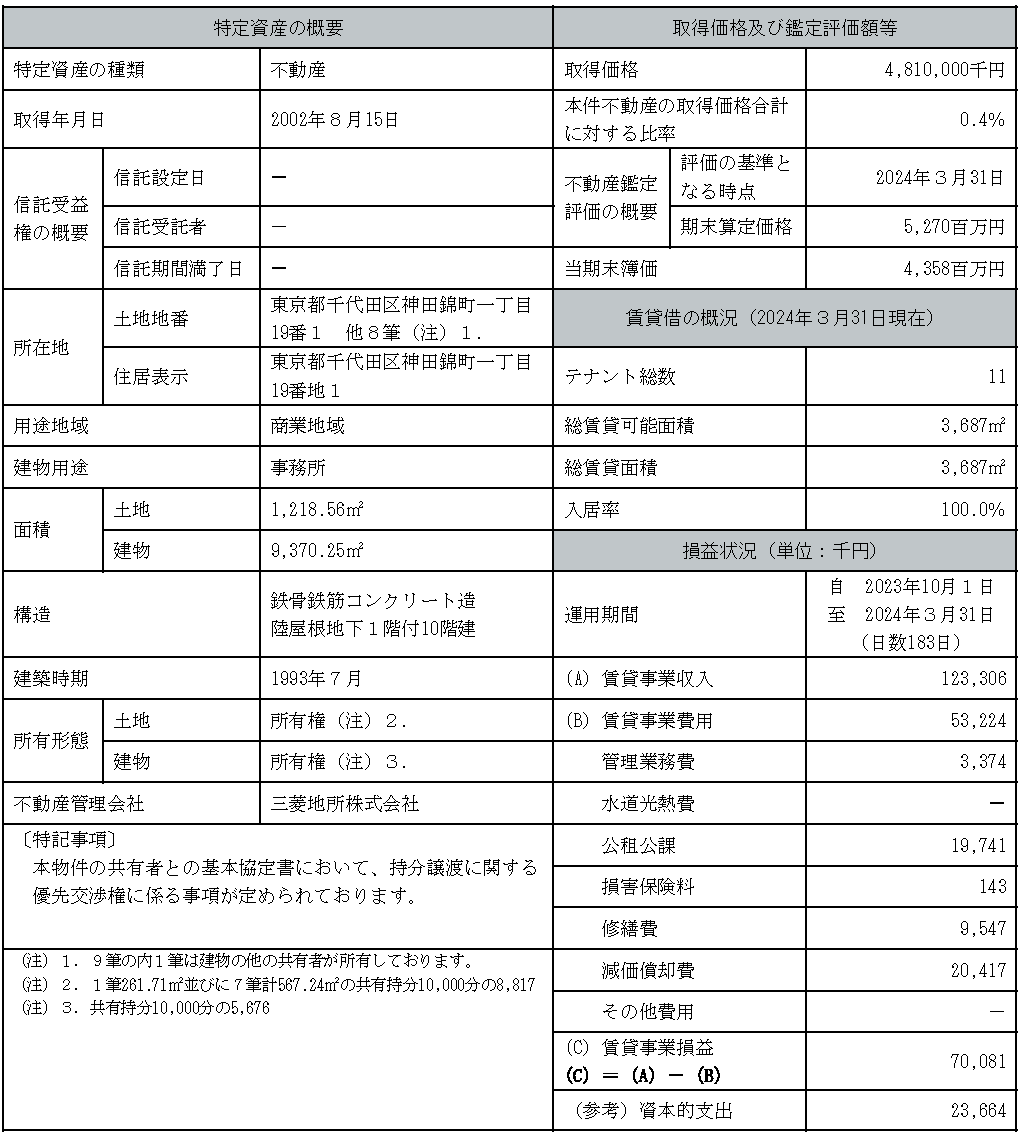 特定資産の概要
特定資産の種類 不動産
取得年月日 2002年８月15日
信託受益
権の概要
信託設定日 －
信託受託者 －
信託期間満了日 －
所在地
土地地番
東京都千代田区神田錦町一丁目
19番１　他８筆（注）１．
住居表示
東京都千代田区神田錦町一丁目
19番地１
用途地域 商業地域
建物用途 事務所
面積
土地 1,218.56㎡
建物 9,370.25㎡
構造
鉄骨鉄筋コンクリート造
陸屋根地下１階付10階建
建築時期 1993年７月
所有形態
土地 所有権（注）２．
建物 所有権（注）３．
不動産管理会社 三菱地所株式会社
〔特記事項〕
本物件の共有者との基本協定書において、持分譲渡に関する
優先交渉権に係る事項が定められております。
（注）１．９筆の内１筆は建物の他の共有者が所有しております。
（注）２．１筆261.71㎡並びに７筆計567.24㎡の共有持分10,000分の8,817
（注）３．共有持分10,000分の5,676
取得価格及び鑑定評価額等
取得価格 4,810,000千円
本件不動産の取得価格合計
に対する比率
0.4％
不動産鑑定
評価の概要
評価の基準と
なる時点
2024年３月31日
期末算定価格 5,270百万円
当期末簿価 4,358百万円
賃貸借の概況（2024年３月31日現在）
テナント総数 11
総賃貸可能面積 3,687㎡
総賃貸面積 3,687㎡
入居率 100.0％
損益状況（単位：千円）
運用期間
自　2023年10月１日
至　2024年３月31日
（日数183日）
（A）賃貸事業収入 123,306
（B）賃貸事業費用 53,224
管理業務費 3,374
水道光熱費 －
公租公課 19,741
損害保険料 143
修繕費 9,547
減価償却費 20,417
その他費用 －
（C）賃貸事業損益
（C）＝（A）－（B）
70,081
（参考）資本的支出 23,664